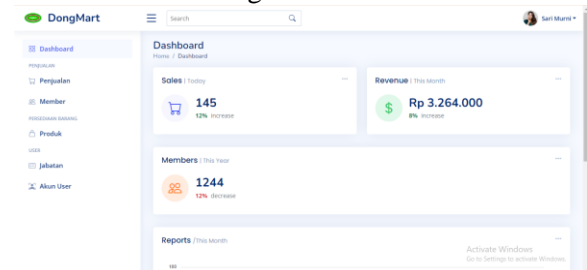 DongMart
Search
Sari Murni
Dashboard
Home / Dashboard
Dashboard
PENJUALAN
Penjualan
Member
PERSEDIAAN BARANG
Produk
USER
Jabatan
Akun User
Sales | Today
145
12% increase
Revenue | This Month
$
Rp 3.264.000
8% increase
Members | This Year
1244
12% decrease
Reports /This Month
100
Activate Windows
Go to Settings to activate Windows.